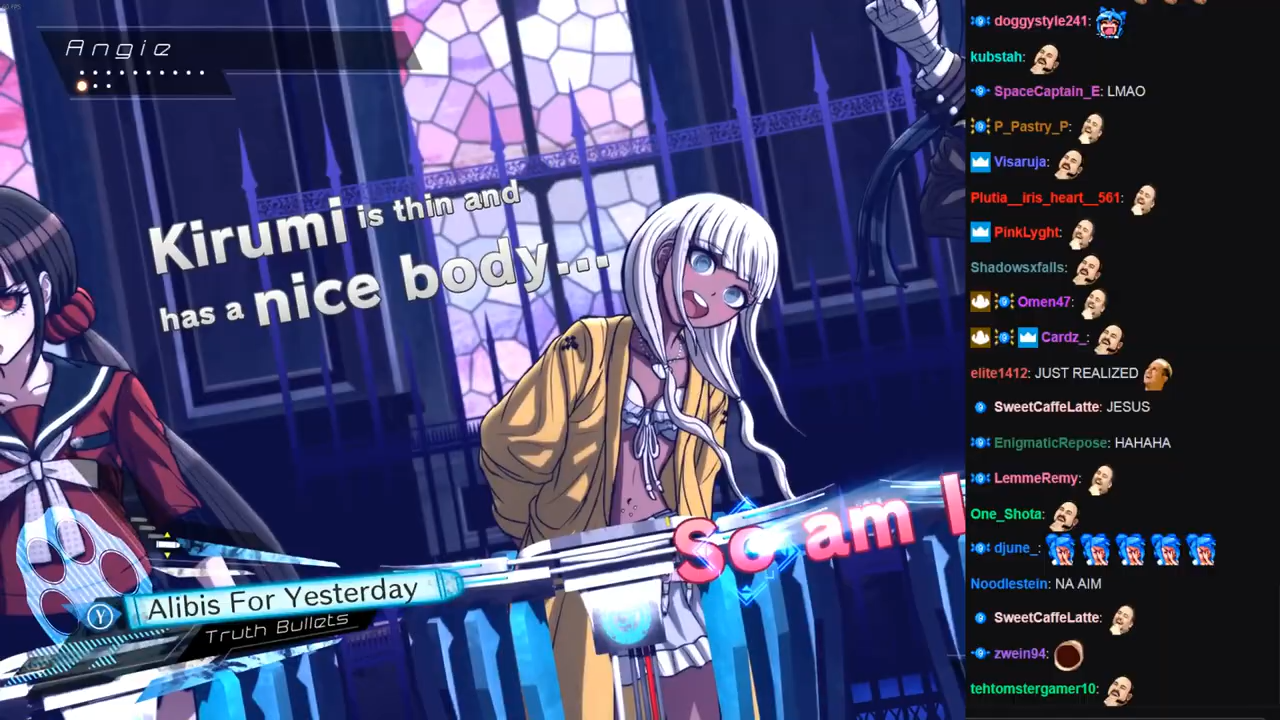 Angie
Kirumi is thin and
has a nice body...
So am I
Y
Alibis For Yesterday
Truth Bullets
doggystyle241:
kubstah:
SpaceCaptain_E: LMAO
P_Pastry_P:
Visaruja:
Plutia__iris_heart__561:
PinkLyght:
Shadowsxfalls:
Omen47:
Cardz_:
elite1412: JUST REALIZED
SweetCaffeLatte: JESUS
EnigmaticRepose: HAHAHA
LemmeRemy:
One_Shota:
djune_:
Noodlestein: NA AIM
SweetCaffeLatte:
zwein94:
tehtomstergamer10: